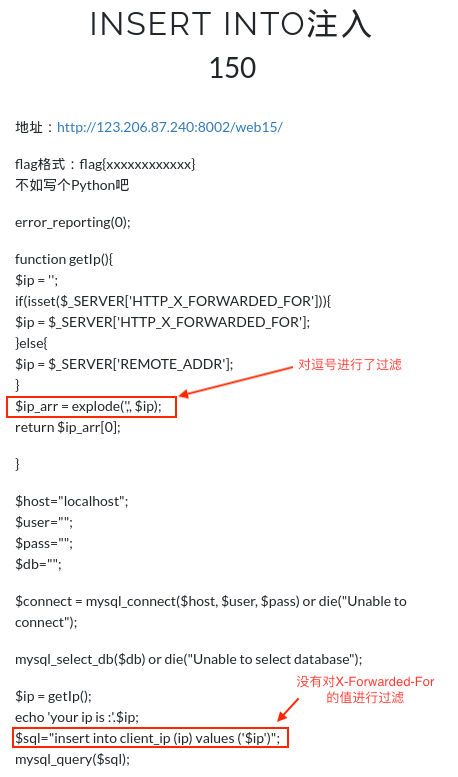 INSERT INTO注入
150
地址：http://123.206.87.240:8002/web15/
flag格式：flag{xxxxxxxxxxxx}
不如写个Python吧
error_reporting(0);
function getIp(){
$ip = '';
if(isset($_SERVER['HTTP_X_FORWARDED_FOR'])){
$ip = $_SERVER['HTTP_X_FORWARDED_FOR'];
}else{
$ip = $_SERVER['REMOTE_ADDR'];
}
对逗号进行了过滤
$ip_arr = explode(',', $ip);
return $ip_arr[0];
}
$host="localhost";
$user="";
$pass="";
$db="";
$connect = mysql_connect($host, $user, $pass) or die("Unable to
connect");
mysql_select_db($db) or die("Unable to select database");
没有对X-Forwarded-For
的值进行过滤
$ip = getIp();
echo 'your ip is :'.$ip;
$sql="insert into client_ip (ip) values ('$ip')";
mysql_query($sql);